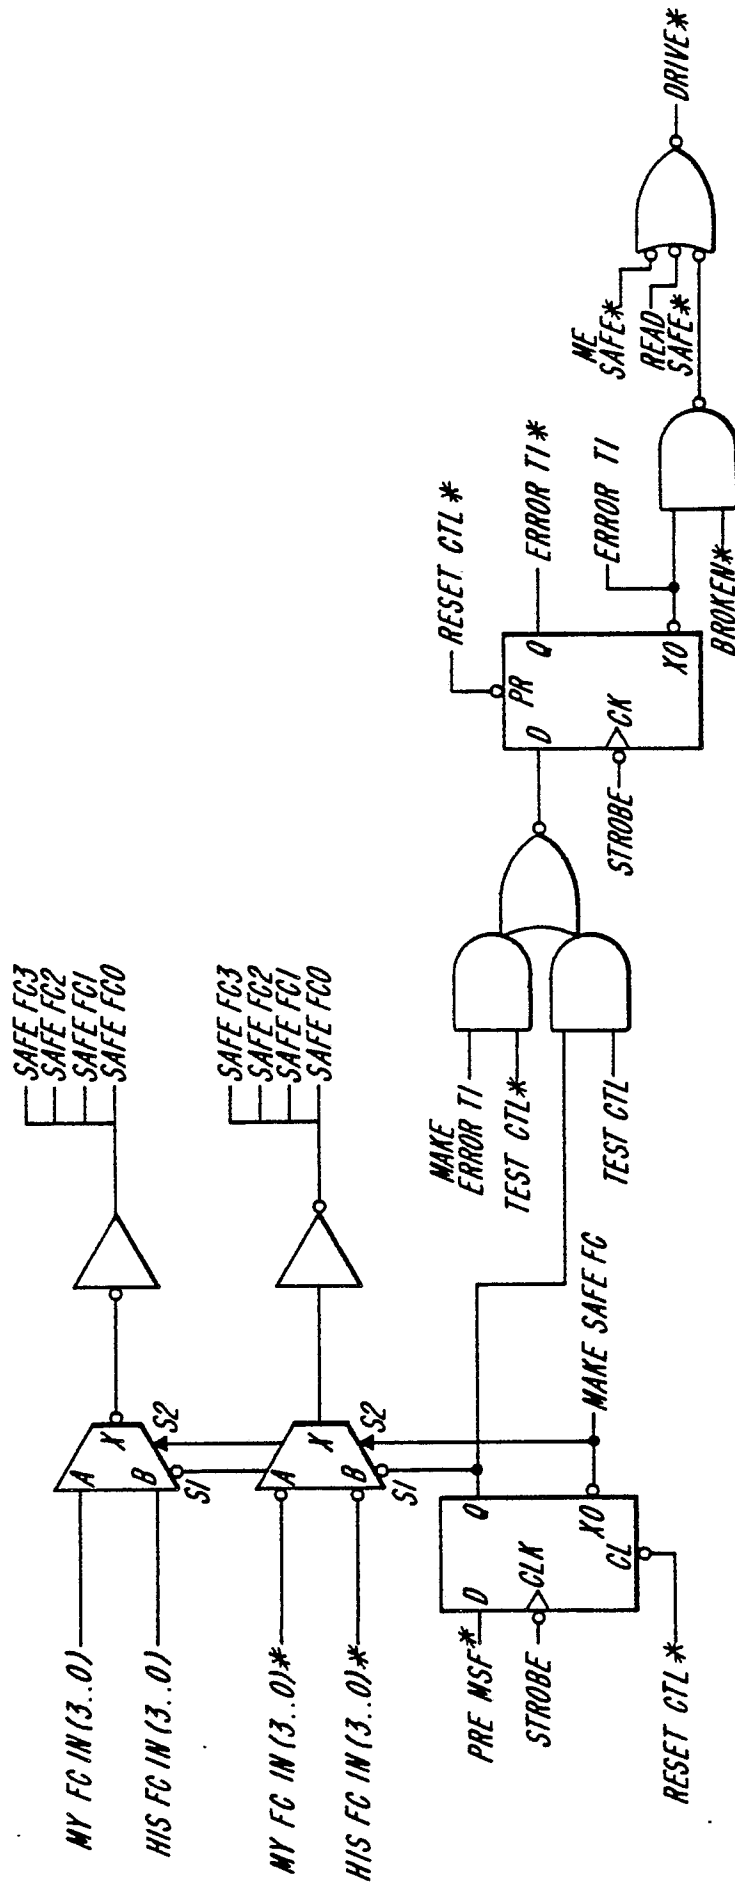 MY FC IN(3..0)
HIS FC IN(3..0)
A
B
X
S1
S2
SAFE FC3
SAFE FC2
SAFE FC1
SAFE FC0
MY FC IN(3..0)*
HIS FC IN(3..0)*
A
B
X
S1
S2
SAFE FC3
SAFE FC2
SAFE FC1
SAFE FC0
PRE MSF*
STROBE
D
CLK
Q
XO
CL
RESET CTL*
MAKE SAFE FC
MAKE
ERROR TI
TEST CTL*
TEST CTL
STROBE
D
PR
CK
Q
XO
RESET CTL*
ERROR TI*
ERROR TI
BROKEN*
ME
SAFE*
READ
SAFE*
DRIVE*